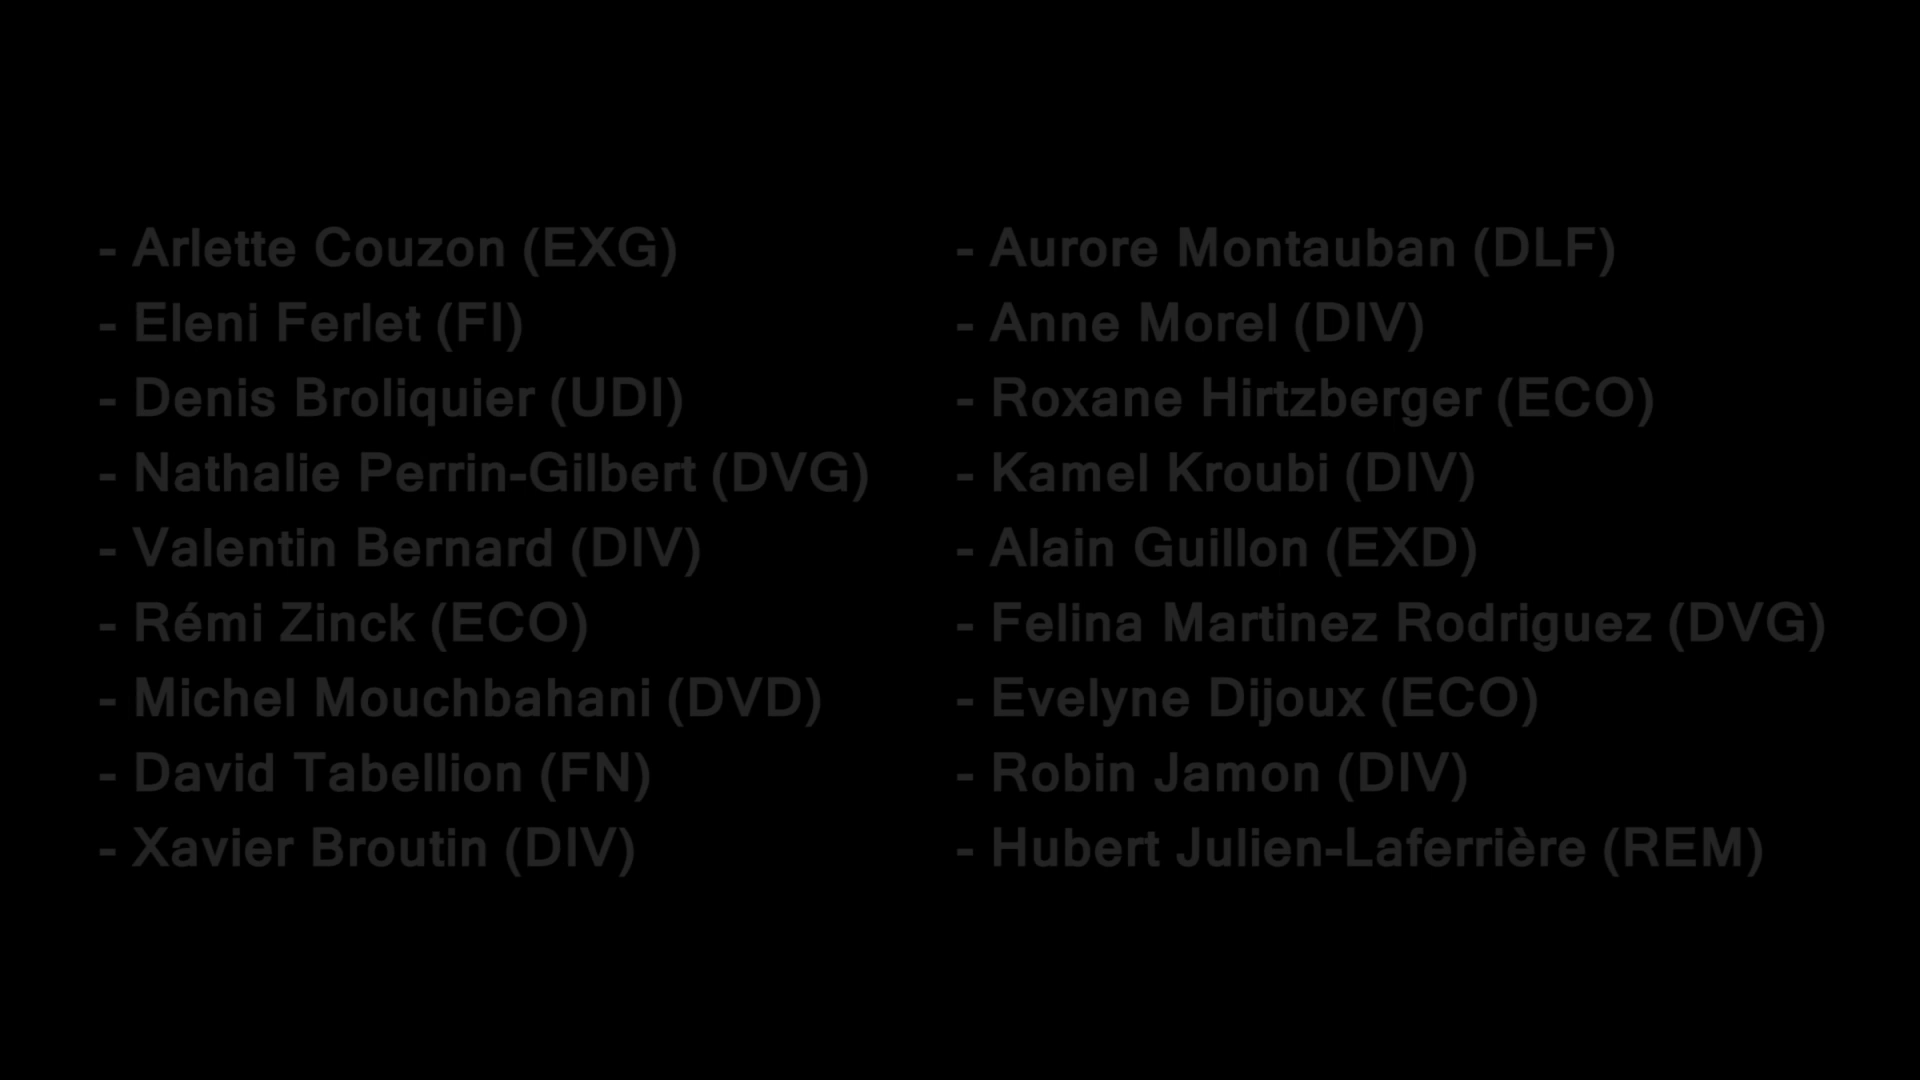 - Arlette Couzon (EXG)
- Eleni Ferlet (FI)
- Denis Broliquier (UDI)
- Nathalie Perrin-Gilbert (DVG)
- Valentin Bernard (DIV)
- Rémi Zinck (ECO)
- Michel Mouchbahani (DVD)
- David Tabellion (FN)
- Xavier Broutin (DIV)
- Aurore Montauban (DLF)
- Anne Morel (DIV)
- Roxane Hirtzberger (ECO)
- Kamel Kroubi (DIV)
- Alain Guillon (EXD)
- Felina Martinez Rodriguez (DVG)
- Evelyne Dijoux (ECO)
- Robin Jamon (DIV)
- Hubert Julien-Laferrière (REM)